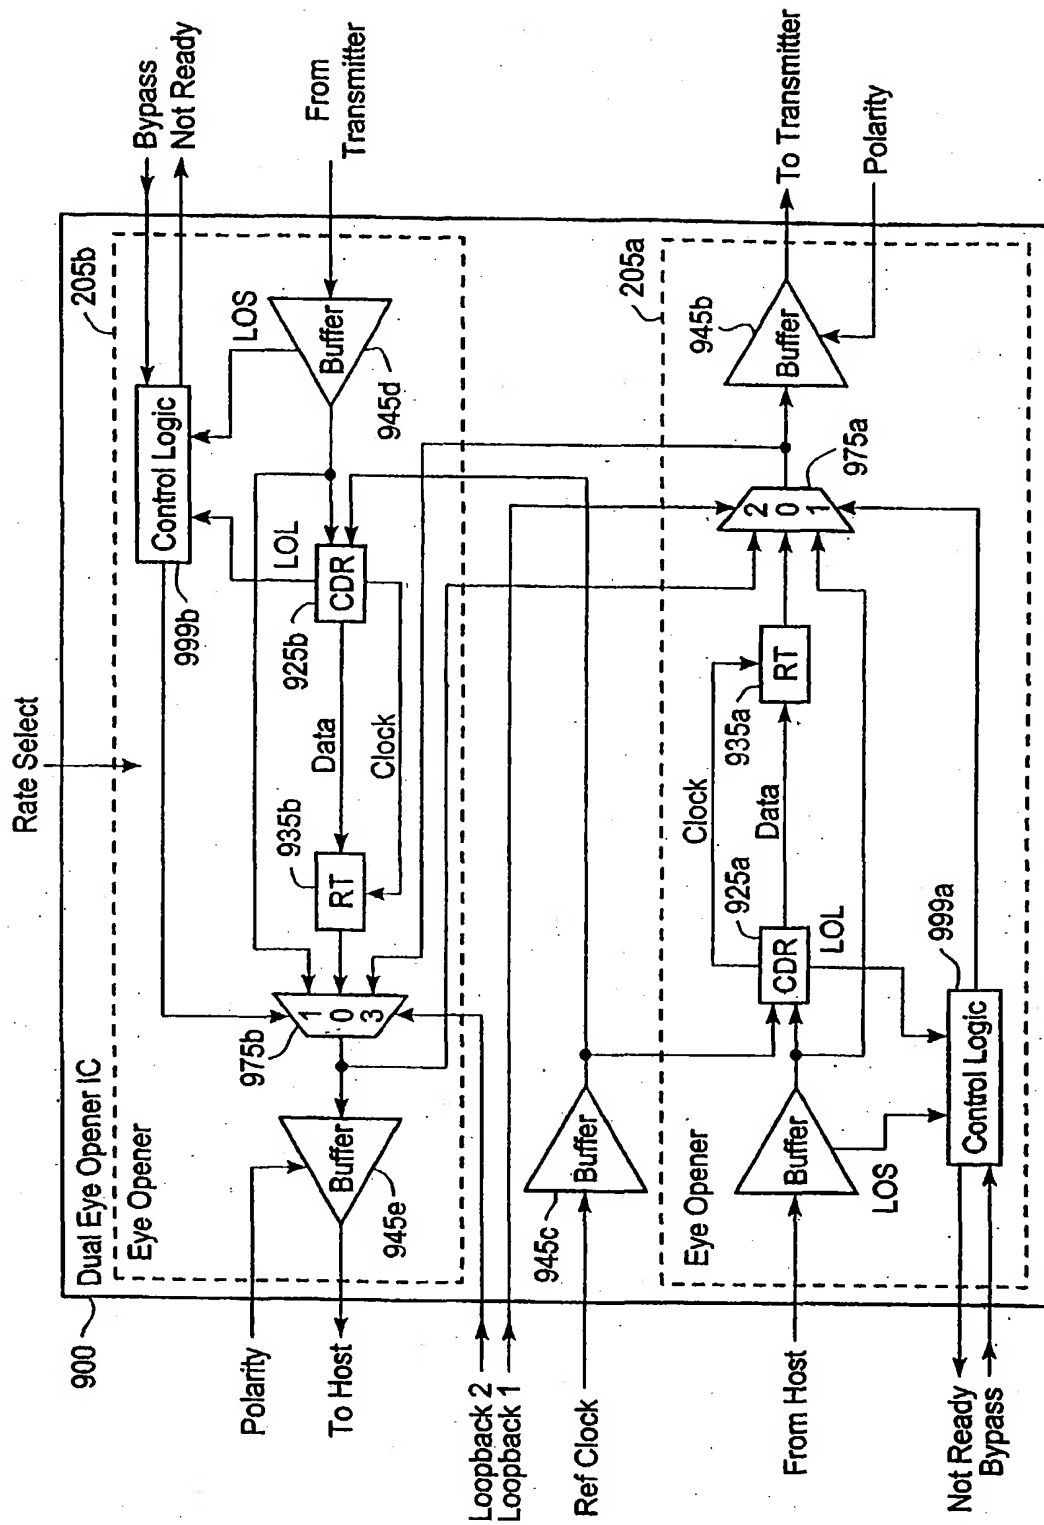 900
Dual Eye Opener IC
Rate Select
Eye Opener
205b
Polarity
To Host
Buffer
945e
975b
1
0
3
RT
935b
Data
Clock
CDR
925b
LOL
Control Logic
999b
LOS
Buffer
945d
Bypass
Not Ready
From
Transmitter
Loopback 2
Loopback 1
Ref Clock
Buffer
945c
Eye Opener
205a
From Host
Buffer
LOS
CDR
925a
LOL
Clock
Data
RT
935a
2
0
1
975a
Buffer
945b
To Transmitter
Polarity
Control Logic
999a
Not Ready
Bypass